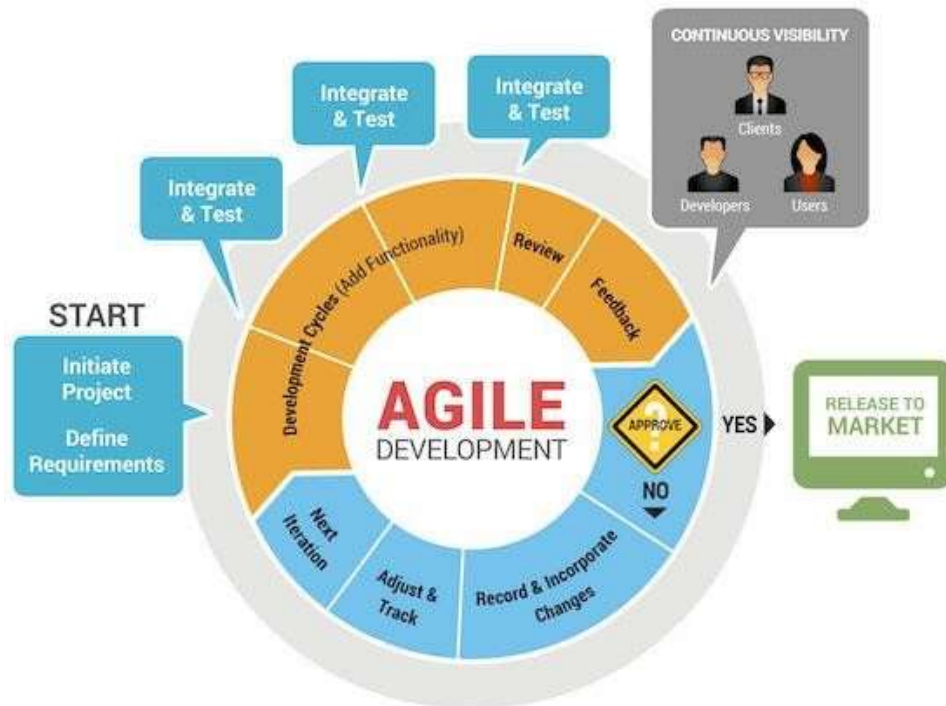 START
Initiate
Project
Define
Requirements
Integrate
& Test
Integrate
& Test
Integrate
& Test
CONTINUOUS VISIBILITY
Clients
Developers
Users
Development Cycles (Add Functionality)
Review
Feedback
AGILE
DEVELOPMENT
?
APPROVE
YES
RELEASE TO
MARKET
NO
Record & Incorporate
Changes
Adjust &
Track
Next
Iteration